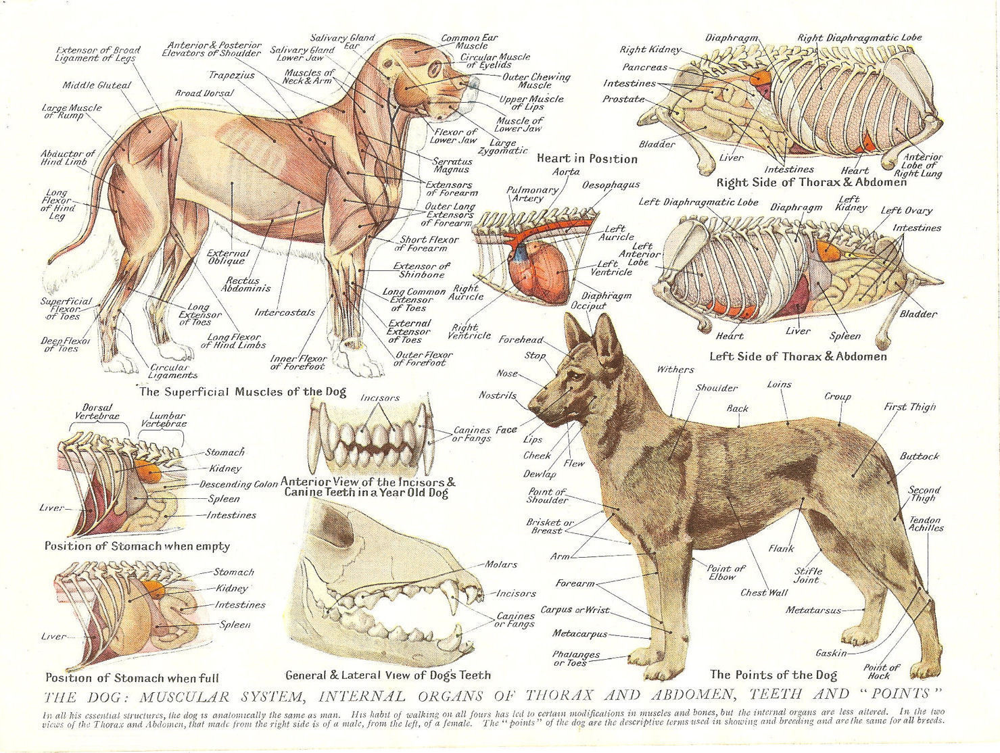 Extensor of Broad
Ligament of Legs
Anterior & Posterior
Elevators of Shoulder
Salivary Gland
Ear
Salivary Gland
Lower Jaw
Common Ear
Muscle
Circular Muscle
of Eyelids
Trapezius
Muscles of
Neck & Arm
Outer Chewing
Muscle
Middle Gluteal
Broad Dorsal
Upper Muscle
of Lips
Large Muscle
of Rump
Muscle of
Lower Jaw
Flexor of
Lower Jaw
Large
Zygomatic
Abductor of
Hind Limb
Serratus
Magnus
Extensors
of Forearm
Long
Flexor
of Hind
Leg
Outer Long
Extensors
of Forearm
Short Flexor
of Forearm
External
Oblique
Extensor of
Shinbone
Rectus
Abdominis
Long Common
Extensor
of Toes
Superficial
Flexor
of Toes
Long
Extensor
of Toes
Intercostals
External
Extensor
of Toes
Deep Flexor
of Toes
Long Flexor
of Hind Limbs
Inner Flexor
of Forefoot
Outer Flexor
of Forefoot
Circular
Ligaments
The Superficial Muscles of the Dog
Heart in Position
Aorta
Pulmonary
Artery
Oesophagus
Left
Auricle
Left
Ventricle
Right
Auricle
Diaphragm
Right
Ventricle
Diaphragm
Right Diaphragmatic Lobe
Right Kidney
Pancreas
Intestines
Prostate
Bladder
Liver
Intestines
Heart
Anterior
Lobe of
Right Lung
Right Side of Thorax & Abdomen
Left Diaphragmatic Lobe
Diaphragm
Left
Kidney
Left Ovary
Intestines
Left
Anterior
Lobe
Bladder
Heart
Liver
Spleen
Left Side of Thorax & Abdomen
Dorsal
Vertebrae
Lumbar
Vertebrae
Stomach
Kidney
Descending Colon
Spleen
Liver
Intestines
Position of Stomach when empty
Stomach
Kidney
Intestines
Spleen
Liver
Position of Stomach when full
Incisors
Canines
or Fangs
Anterior View of the Incisors &
Canine Teeth in a Year Old Dog
Molars
Incisors
Canines
or Fangs
General & Lateral View of Dog's Teeth
Occiput
Forehead
Stop
Nose
Nostrils
Face
Lips
Cheek
Flew
Dewlap
Withers
Shoulder
Back
Loins
Croup
First Thigh
Buttock
Second
Thigh
Tendon
Achilles
Point of
Shoulder
Brisket or
Breast
Arm
Forearm
Carpus or Wrist
Metacarpus
Phalanges
or Toes
Point of
Elbow
Chest Wall
Flank
Stifle
Joint
Metatarsus
Gaskin
Point of
Hock
The Points of the Dog
THE DOG: MUSCULAR SYSTEM, INTERNAL ORGANS OF THORAX AND ABDOMEN, TEETH AND "POINTS"
In all his essential structures, the dog is anatomically the same as man. His habit of walking on all fours has led to certain modifications in muscles and bones, but the internal organs are less altered. In the two
views of the Thorax and Abdomen, that made from the right side is of a male, from the left, of a female. The "points" of the dog are the descriptive terms used in showing and breeding and are the same for all breeds.